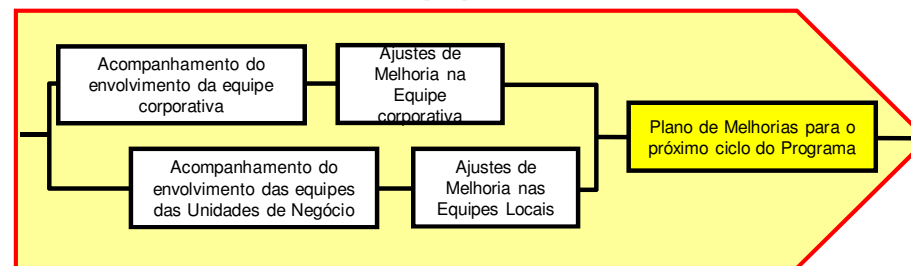 Acompanhamento do
envolvimento da equipe
corporativa
Ajustes de
Melhoria na
Equipe
corporativa
Acompanhamento do
envolvimento das equipes
das Unidades de Negócio
Ajustes de
Melhoria nas
Equipes Locais
Plano de Melhorias para o
próximo ciclo do Programa